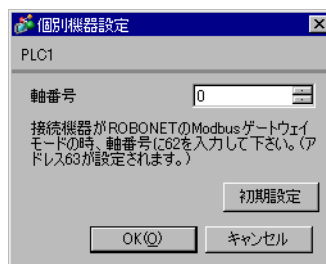 個別機器設定
PLC1
軸番号 0
接続機器がROBONETのModbusゲートウェイ
モードの時、軸番号に62を入力して下さい。(ア
ドレス63が設定されます。)
初期設定
OK(O) キャンセル